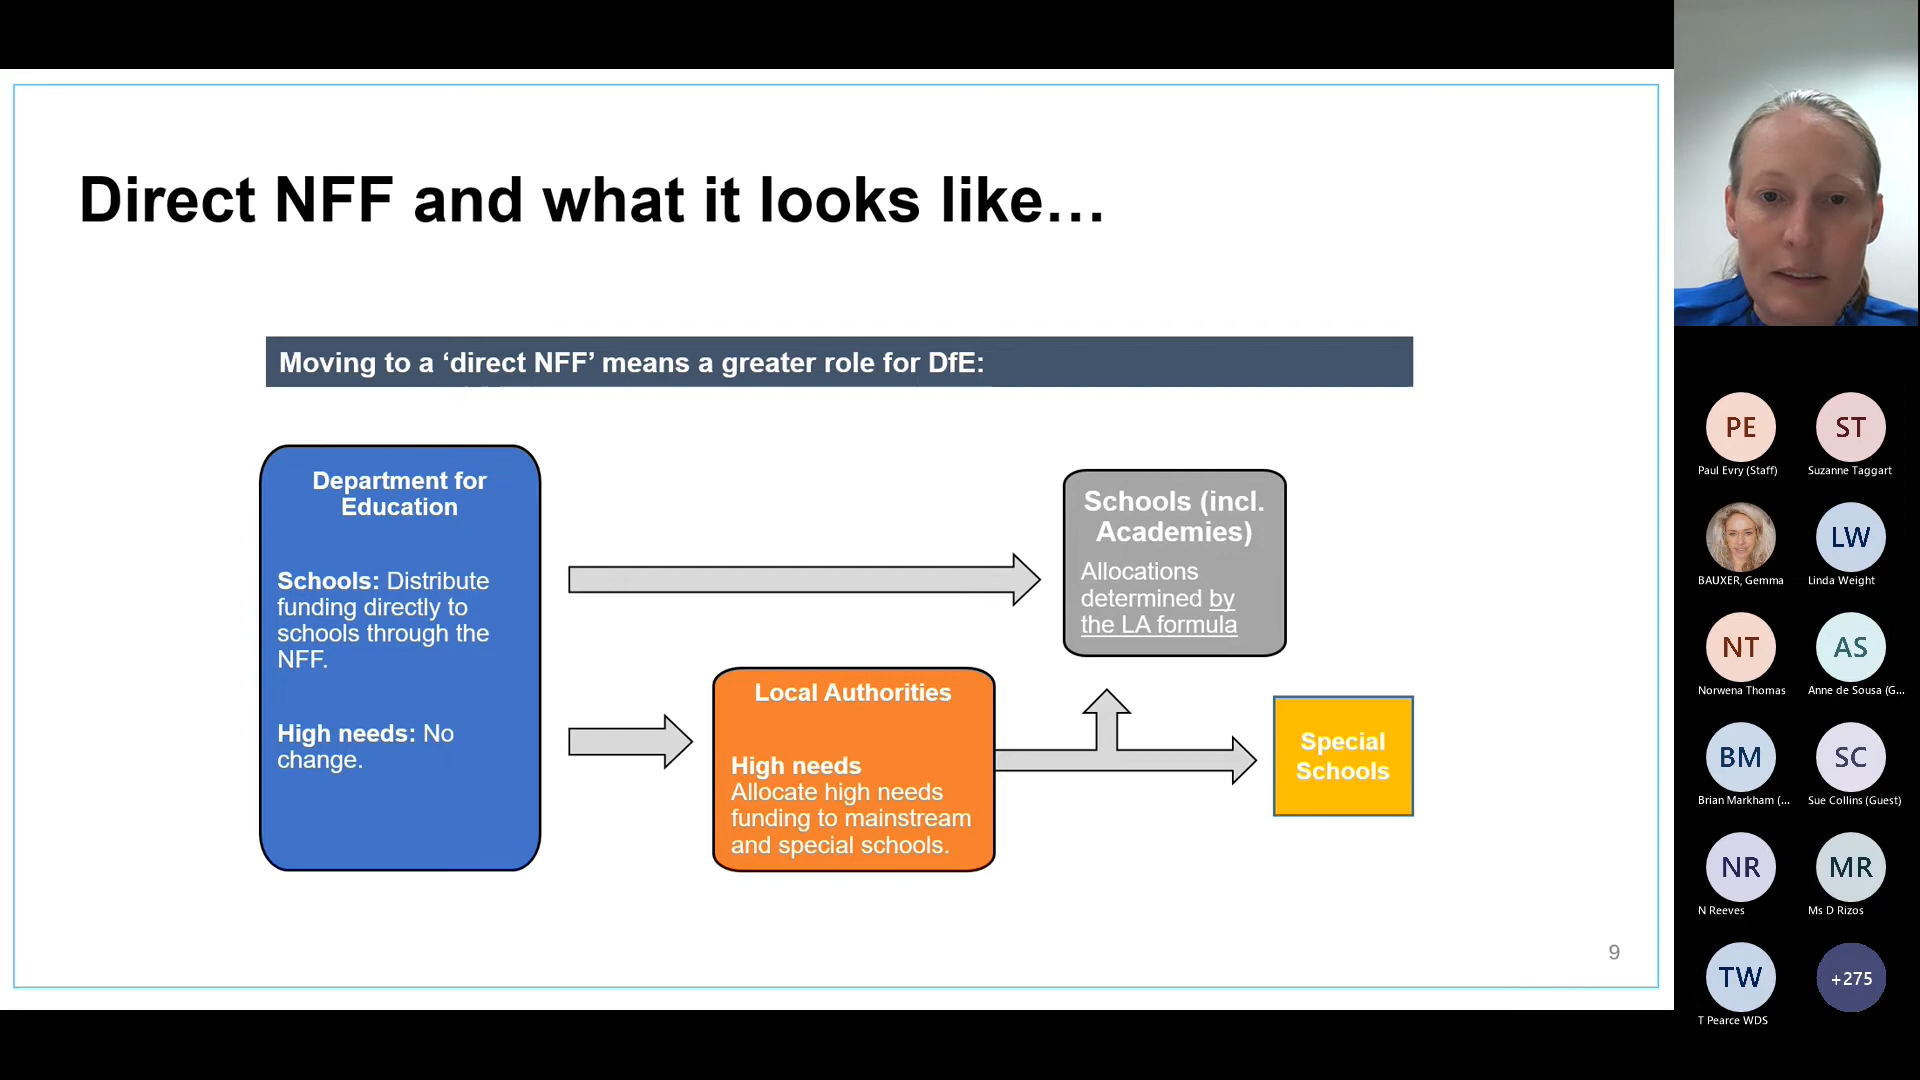 Direct NFF and what it looks like…
Moving to a ‘direct NFF’ means a greater role for DfE:
Department for
Education
Schools: Distribute
funding directly to
schools through the
NFF.
High needs: No
change.
Local Authorities
High needs
Allocate high needs
funding to mainstream
and special schools.
Schools (incl.
Academies)
Allocations
determined by
the LA formula
Special
Schools
9
PE
Paul Evry (Staff)
ST
Suzanne Taggart
BAUXER, Gemma
LW
Linda Weight
NT
Norwena Thomas
AS
Anne de Sousa (G...
BM
Brian Markham (...
SC
Sue Collins (Guest)
NR
N Reeves
MR
Ms D Rizos
TW
T Pearce WDS
+275